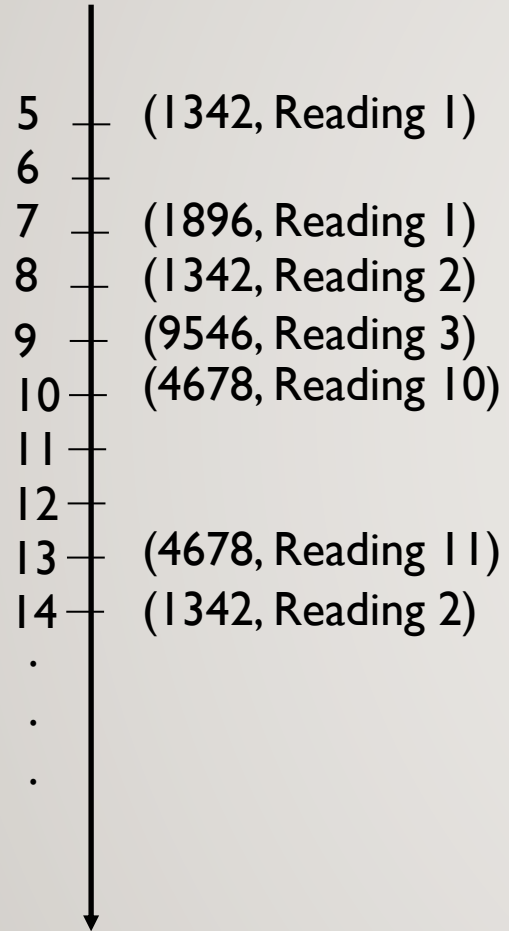 5 (1342, Reading 1)
6
7 (1896, Reading 1)
8 (1342, Reading 2)
9 (9546, Reading 3)
10 (4678, Reading 10)
11
12
13 (4678, Reading 11)
14 (1342, Reading 2)
.
.
.